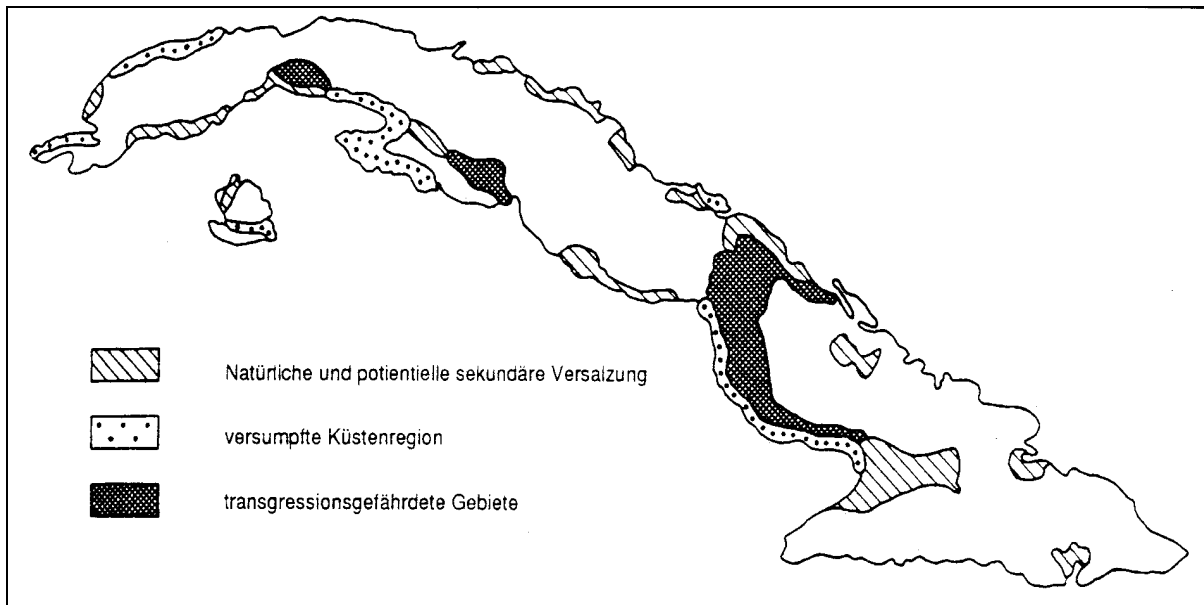 Natürliche und potientielle sekundäre Versalzung
versumpfte Küstenregion
transgressionsgefährdete Gebiete